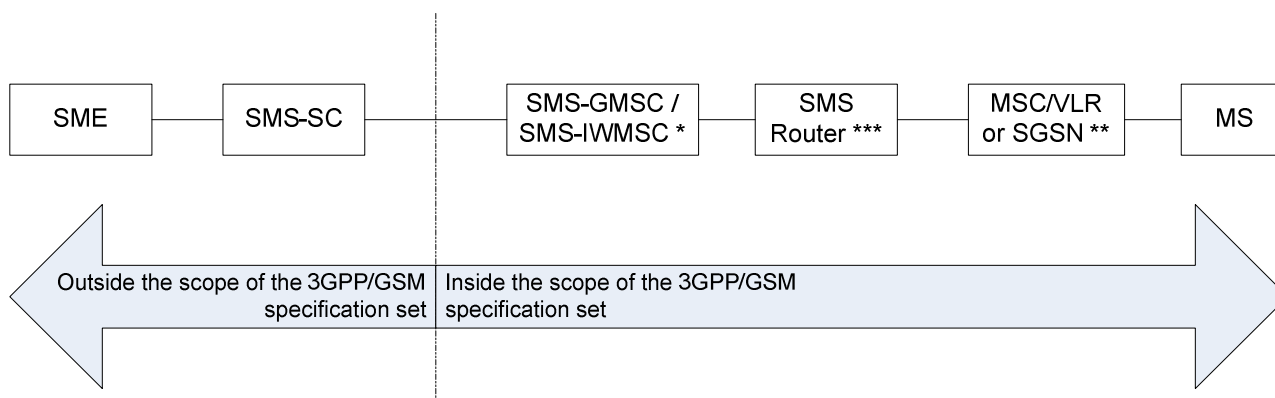 SME
SMS-SC
SMS-GMSC /
SMS-IWMSC *
SMS
Router ***
MSC/VLR
or SGSN **
MS
Outside the scope of the 3GPP/GSM
specification set
Inside the scope of the 3GPP/GSM
specification set